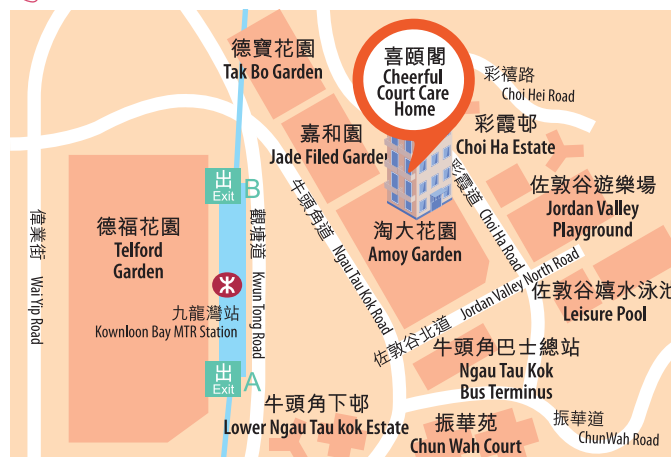 德寶花園
Tak Bo Garden
喜頤閣
Cheerful
Court Care
Home
彩禧路
Choi Hei Road
嘉和園
Jade Filed Garden
彩霞邨
Choi Ha Estate
出
Exit
B
偉業街 Wai Yip Road
德福花園
Telford
Garden
觀塘道 Kwun Tong Road
牛頭角道 Ngau Tau Kok Road
淘大花園
Amoy Garden
彩霞道 Choi Ha Road
佐敦谷遊樂場
Jordan Valley
Playground
九龍灣站
Kownloon Bay MTR Station
佐敦谷北道 Jordan Valley North Road
佐敦谷嬉水泳池
Leisure Pool
出
Exit
A
牛頭角巴士總站
Ngau Tau Kok
Bus Terminus
牛頭角下邨
Lower Ngau Tau kok Estate
振華苑
Chun Wah Court
振華道
ChunWah Road